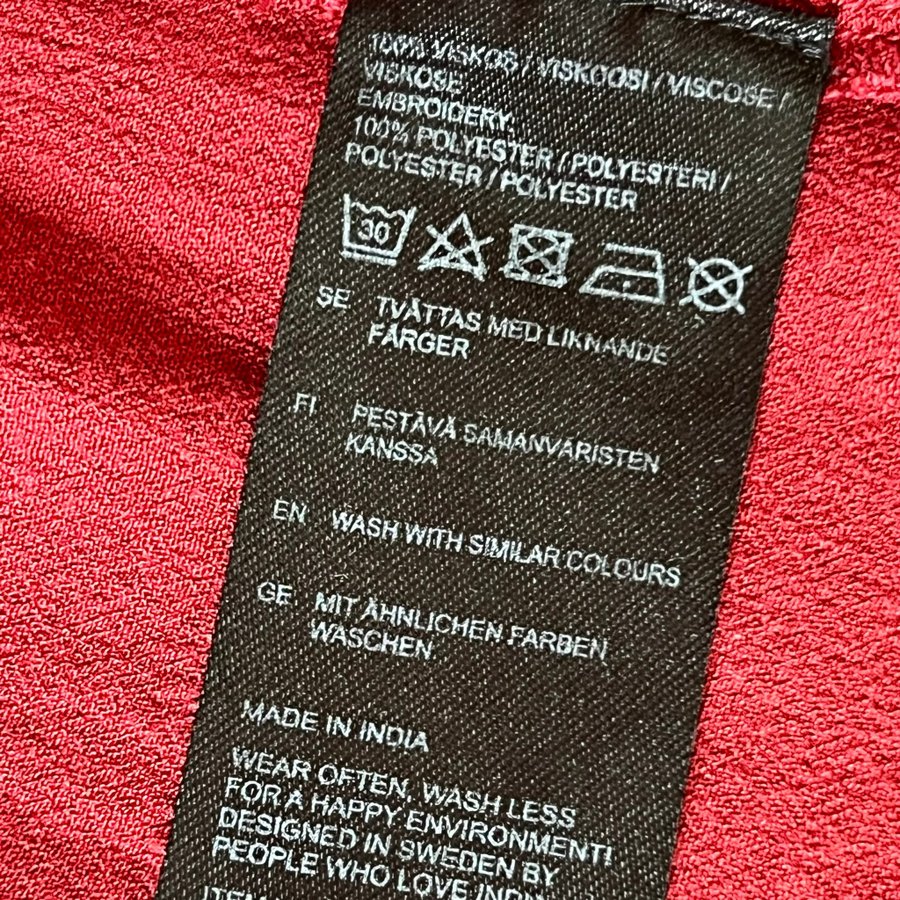 100% VISKOS / VISKOOSI / VISCOSE /
VISKOSE
EMBROIDERY:
100% POLYESTER / POLYESTERI /
POLYESTER / POLYESTER
30
SE TVÄTTAS MED LIKNANDE
FÄRGER
FI PESTÄVÄ SAMANVÄRISTEN
KANSSA
EN WASH WITH SIMILAR COLOURS
GE MIT ÄHNLICHEN FARBEN
WASCHEN
MADE IN INDIA
WEAR OFTEN, WASH LESS
FOR A HAPPY ENVIRONMENT!
DESIGNED IN SWEDEN BY
PEOPLE WHO LOVE